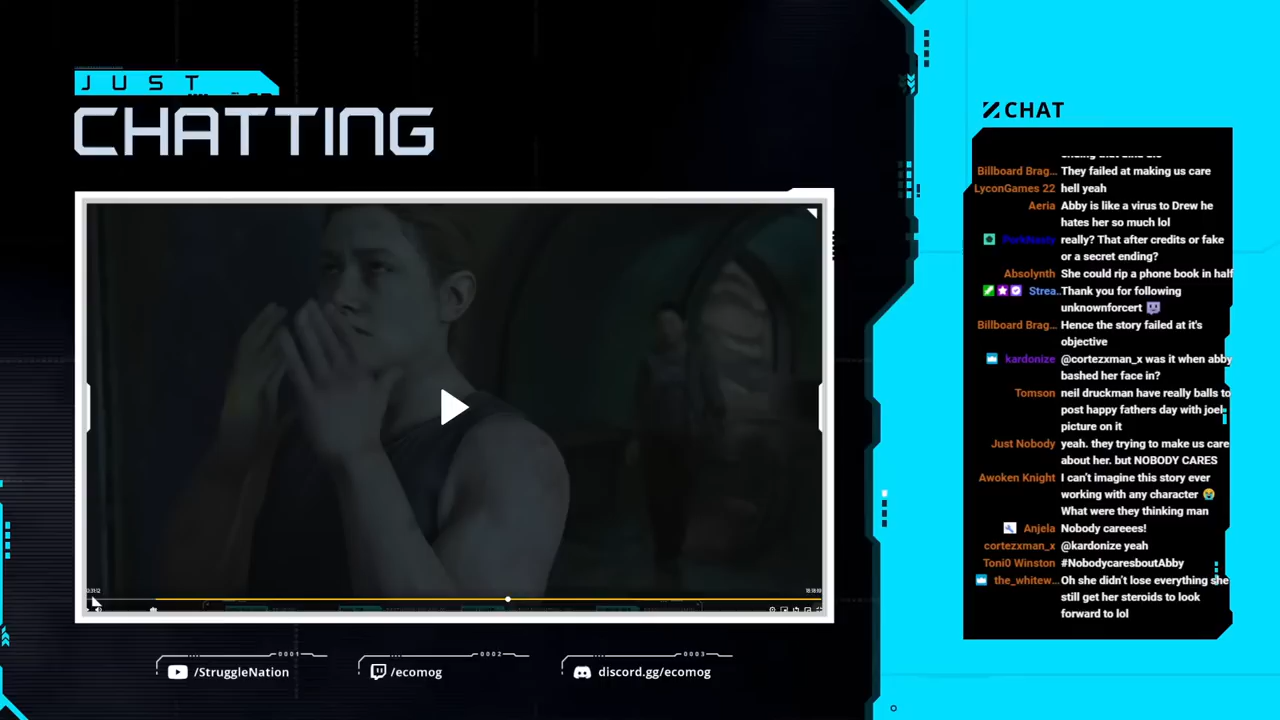 JUST
CHATTING
CHAT
Billboard Brag... They failed at making us care
LyconGames 22 hell yeah
Aeria Abby is like a virus to Drew he
hates her so much lol
PorkNasty really? That after credits or fake
or a secret ending?
Absolynth She could rip a phone book in half
Strea... Thank you for following
unknownforcert
Billboard Brag... Hence the story failed at it's
objective
kardonize @cortezxman_x was it when abby
bashed her face in?
Tomson neil druckman have really balls to
post happy fathers day with joel
picture on it
Just Nobody yeah. they trying to make us care
about her. but NOBODY CARES
Awoken Knight I can't imagine this story ever
working with any character 😭
What were they thinking man
Anjela Nobody careees!
cortezxman_x @kardonize yeah
Toni0 Winston #NobodycaresboutAbby
the_whitew... Oh she didn't lose everything she
still get her steroids to look
forward to lol
0001
/StruggleNation
0002
/ecomog
0003
discord.gg/ecomog